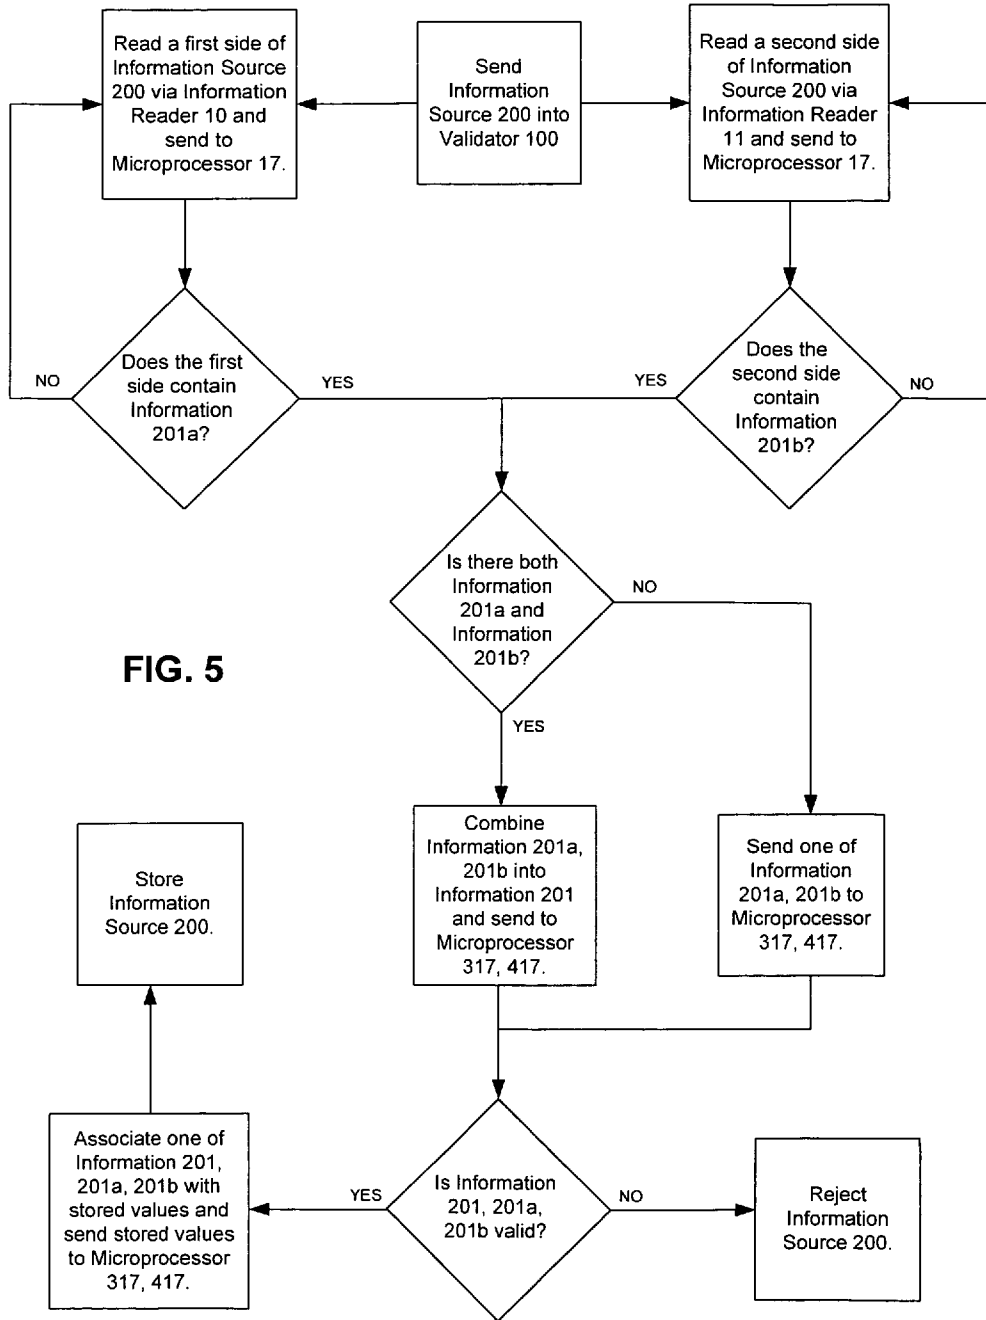 Read a first side of
Information Source
200 via Information
Reader 10 and
send to
Microprocessor 17.
Send
Information
Source 200 into
Validator 100
Read a second side
of Information
Source 200 via
Information Reader
11 and send to
Microprocessor 17.
Does the first
side contain
Information
201a?
NO
YES
Does the
second side
contain
Information
201b?
YES
NO
Is there both
Information
201a and
Information
201b?
NO
YES
FIG. 5
Combine
Information 201a,
201b into
Information 201
and send to
Microprocessor
317, 417.
Send one of
Information
201a, 201b to
Microprocessor
317, 417.
Store
Information
Source 200.
Associate one of
Information 201,
201a, 201b with
stored values and
send stored values
to Microprocessor
317, 417.
YES
Is Information
201, 201a,
201b valid?
NO
Reject
Information
Source 200.